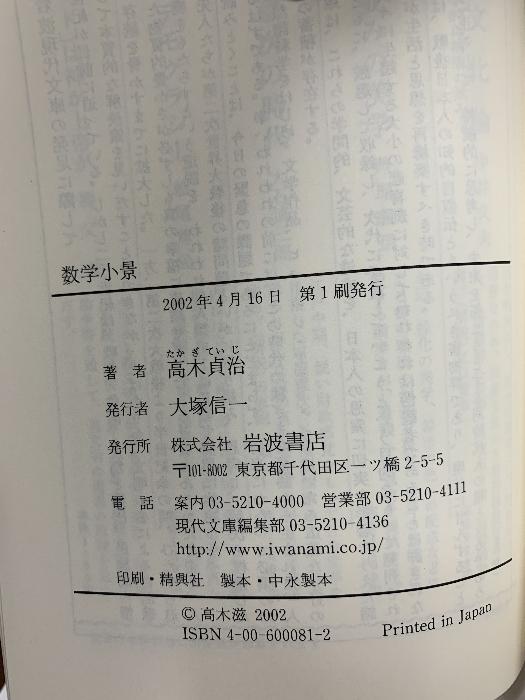 数学小景
2002年4月16日 第1刷発行
たか ぎ てい じ
著 者 高木貞治
発行者 大塚信一
発行所 株式会社 岩波書店
〒101-8002 東京都千代田区一ツ橋2-5-5
電 話 案内 03-5210-4000 営業部 03-5210-4111
現代文庫編集部 03-5210-4136
http://www.iwanami.co.jp/
印刷・精興社 製本・中永製本
© 高木滋 2002
ISBN 4-00-600081-2 Printed in Japan